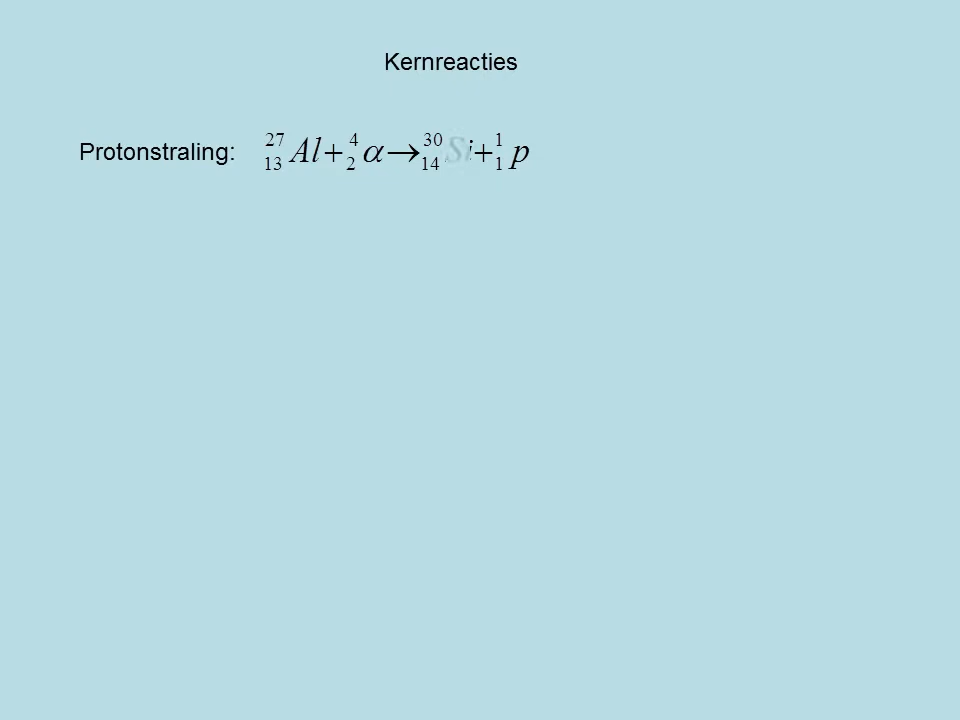 Kernreacties
Protonstraling: ²⁷₁₃Al + ⁴₂α → ³⁰₁₄Si + ¹₁p